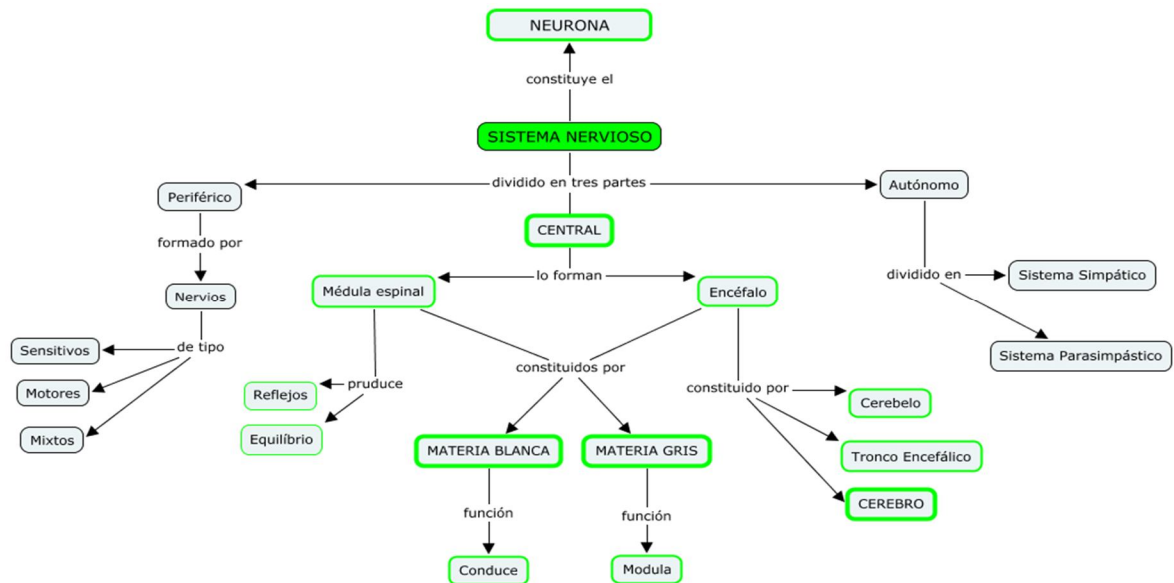 NEURONA
constituye el
SISTEMA NERVIOSO
dividido en tres partes
Periférico
Autónomo
CENTRAL
formado por
lo forman
dividido en
Sistema Simpático
Nervios
Médula espinal
Encéfalo
de tipo
Sensitivos
Motores
Mixtos
Sistema Parasimpástico
constituidos por
pruduce
Reflejos
Equilíbrio
constituido por
Cerebelo
Tronco Encefálico
CEREBRO
MATERIA BLANCA
MATERIA GRIS
función
función
Conduce
Modula